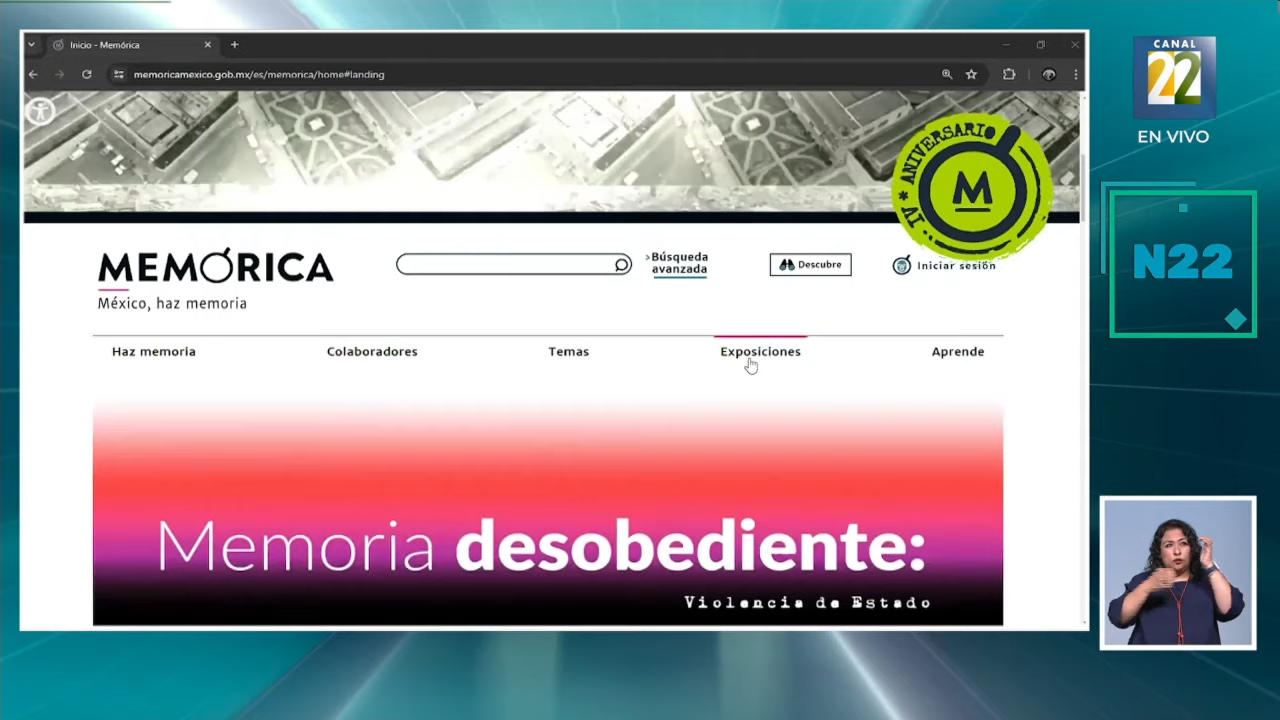 Inicio - Memórica
memoricamexico.gob.mx/es/memorica/home#landing
CANAL
22
EN VIVO
IV * ANIVERSARIO
M
N22
MEMÓRICA
México, haz memoria
Búsqueda
avanzada
Descubre
Iniciar sesión
Haz memoria
Colaboradores
Temas
Exposiciones
Aprende
Memoria desobediente:
Violencia de Estado